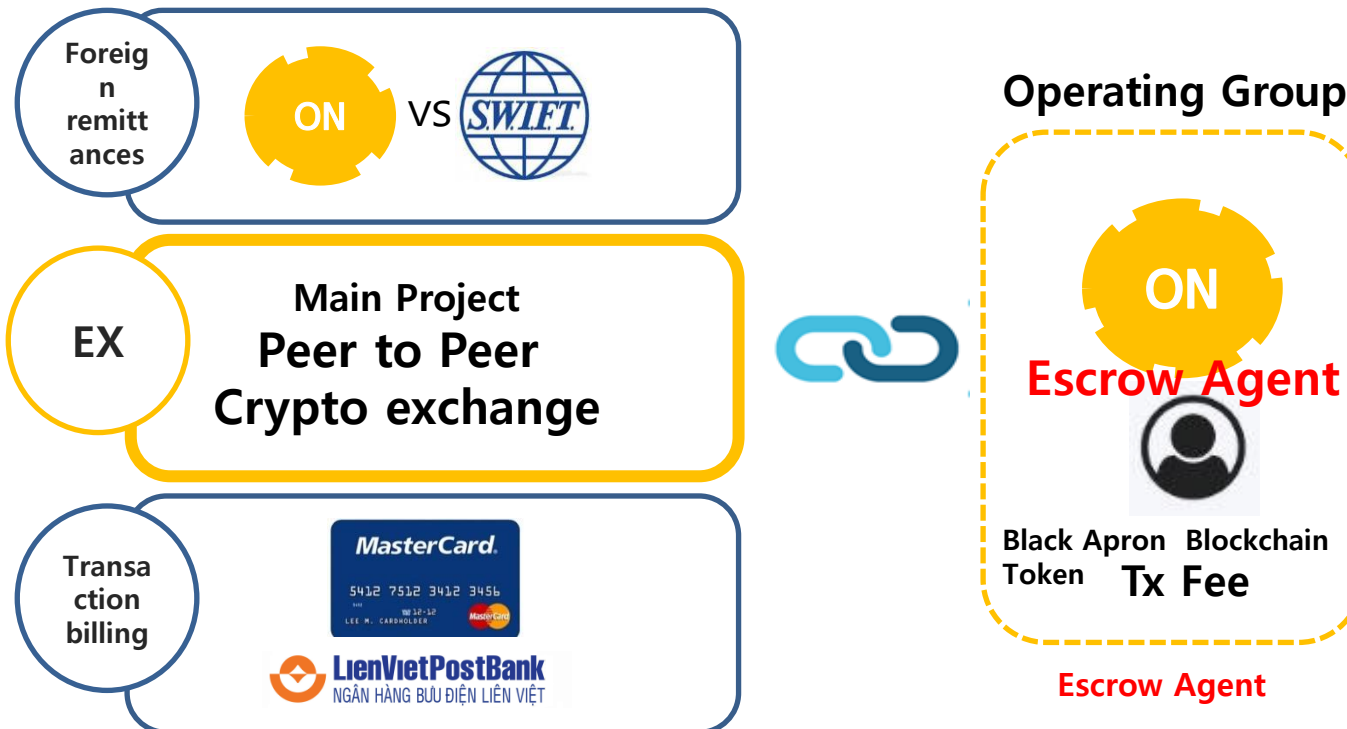 Foreig
n
remitt
ances
ON
VS
S.W.I.F.T.
EX
Main Project
Peer to Peer
Crypto exchange
Transa
ction
billing
MasterCard
5412 7512 3412 3456
12-12
LEE M. CARDHOLDER
MasterCard
LienVietPostBank
NGÂN HÀNG BƯU ĐIỆN LIÊN VIỆT
Operating Group
ON
Escrow Agent
Black Apron Blockchain
Token Tx Fee
Escrow Agent